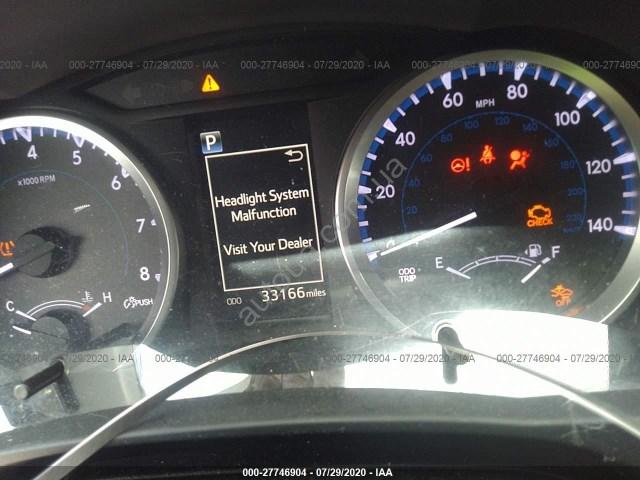 000-27746904 - 07/29/2020 - IAA
000-27746904 - 07/29/2020 - IAA
000-27746904 - 07/29/2020 - IAA
4 5 6 7 8
x1000 RPM
C H
PUSH
P
Headlight System
Malfunction
Visit Your Dealer
ODO 33166 miles
20 40 60 80 100 120 140
MPH
CHECK
ODO
TRIP
E F
OFF
000-27746904 - 07/29/2020 - IAA
000-27746904 - 07/29/2020 - IAA
000-27746904 - 07/29/2020 - IAA
000-27746904 - 07/29/2020 - IAA